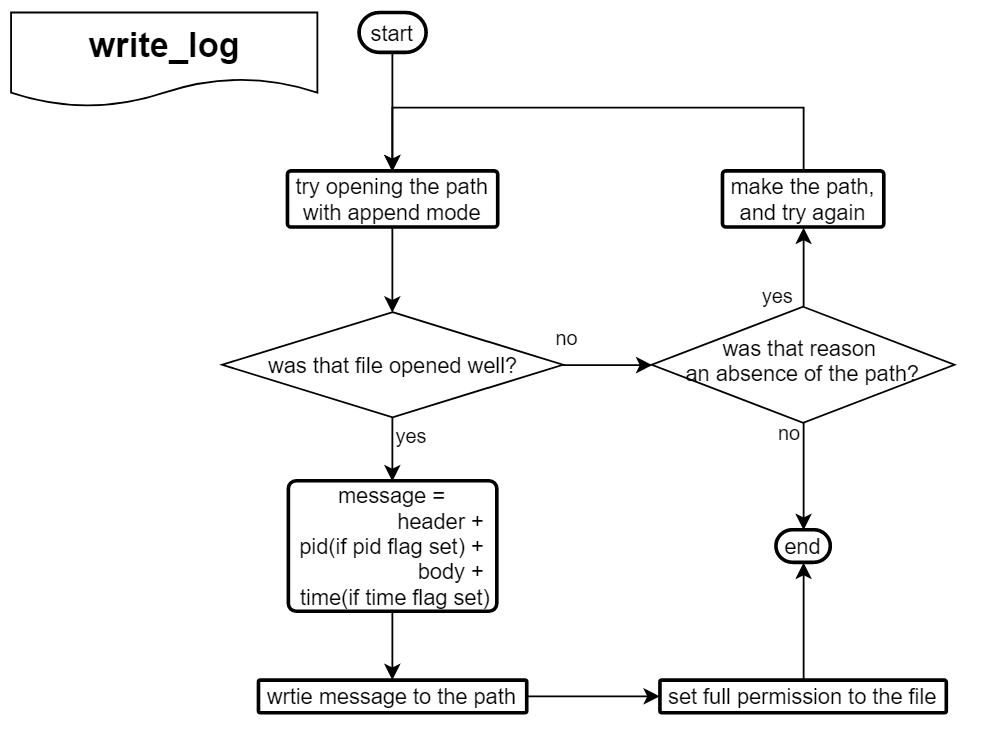 write_log
start
try opening the path
with append mode
make the path,
and try again
was that file opened well?
no
yes
was that reason
an absence of the path?
yes
no
message =
header +
pid(if pid flag set) +
body +
time(if time flag set)
end
wrtie message to the path
set full permission to the file